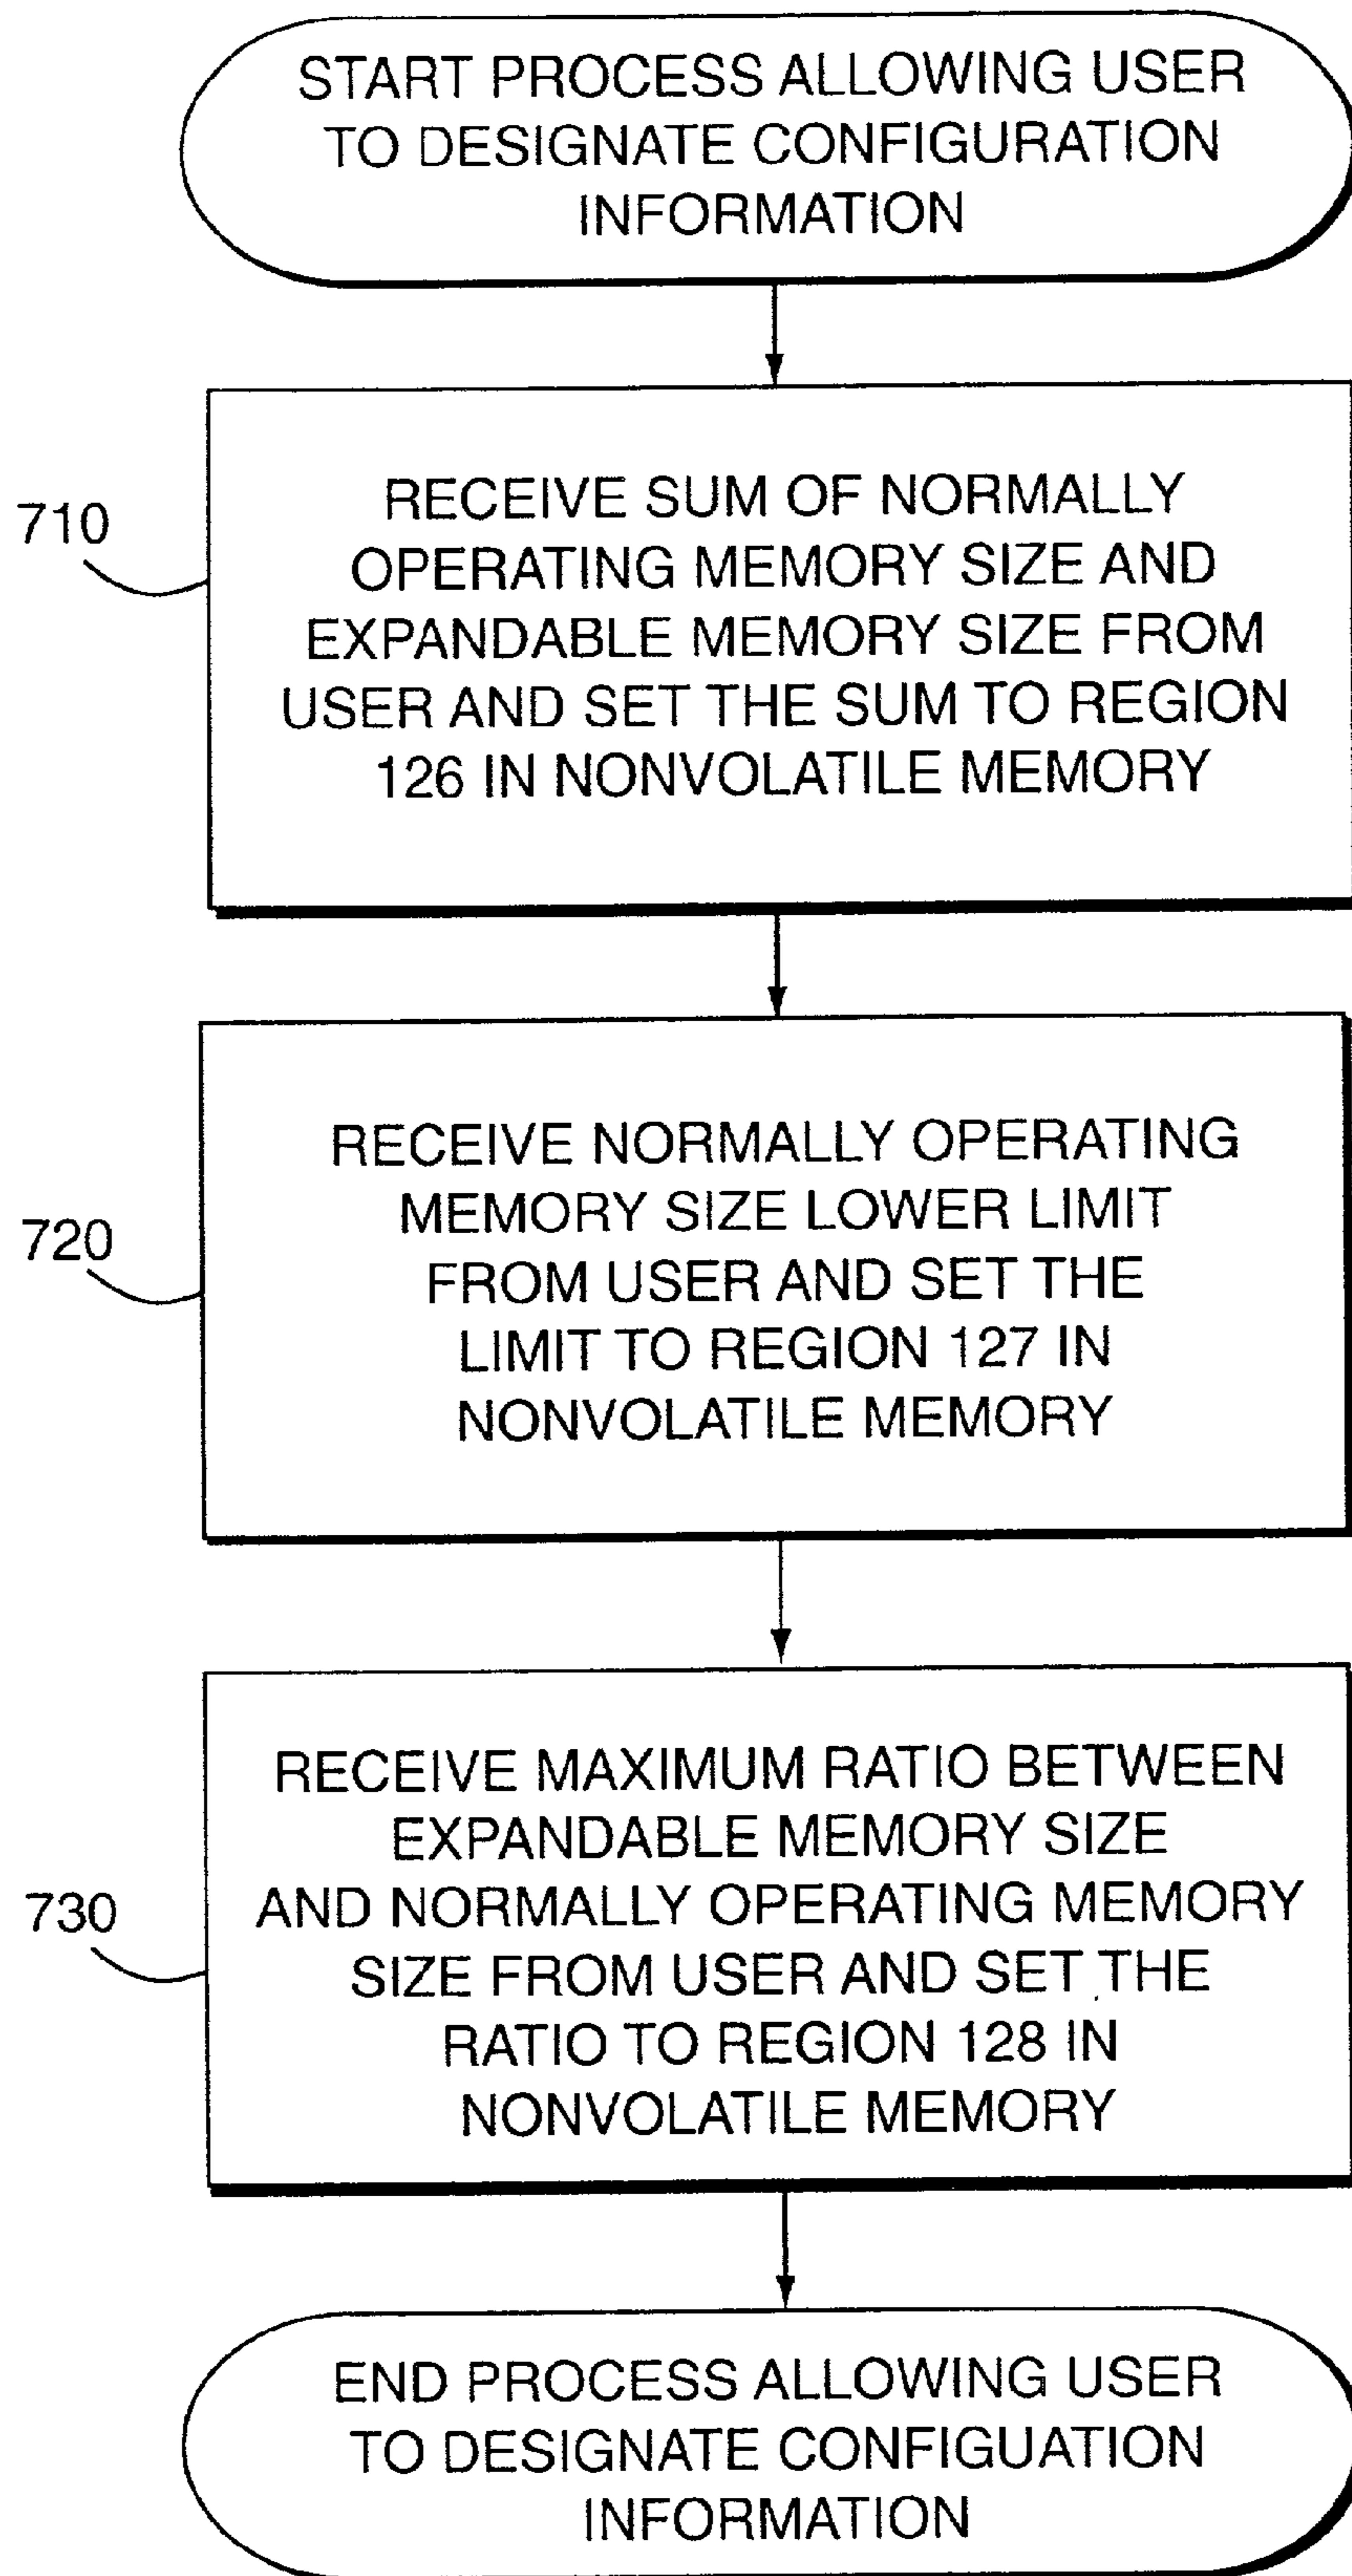 START PROCESS ALLOWING USER
TO DESIGNATE CONFIGURATION
INFORMATION
710
RECEIVE SUM OF NORMALLY
OPERATING MEMORY SIZE AND
EXPANDABLE MEMORY SIZE FROM
USER AND SET THE SUM TO REGION
126 IN NONVOLATILE MEMORY
720
RECEIVE NORMALLY OPERATING
MEMORY SIZE LOWER LIMIT
FROM USER AND SET THE
LIMIT TO REGION 127 IN
NONVOLATILE MEMORY
730
RECEIVE MAXIMUM RATIO BETWEEN
EXPANDABLE MEMORY SIZE
AND NORMALLY OPERATING MEMORY
SIZE FROM USER AND SET THE
RATIO TO REGION 128 IN
NONVOLATILE MEMORY
END PROCESS ALLOWING USER
TO DESIGNATE CONFIGUATION
INFORMATION